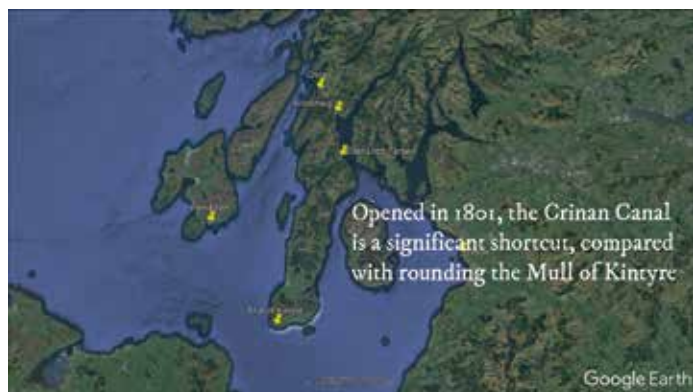 Opened in 1801, the Crinan Canal
is a significant shortcut, compared
with rounding the Mull of Kintyre
Google Earth